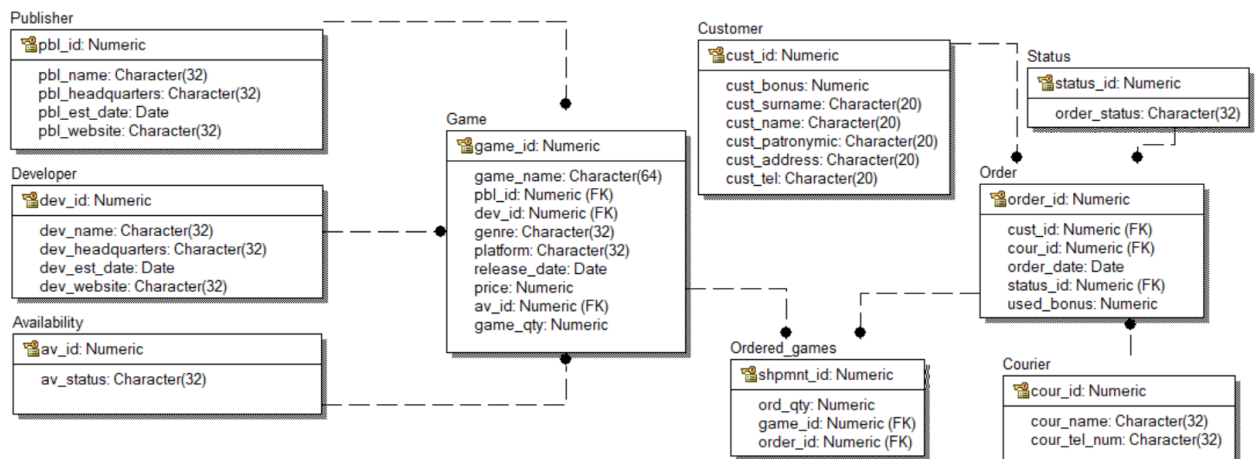 Publisher
pbl_id: Numeric
pbl_name: Character(32)
pbl_headquarters: Character(32)
pbl_est_date: Date
pbl_website: Character(32)
Developer
dev_id: Numeric
dev_name: Character(32)
dev_headquarters: Character(32)
dev_est_date: Date
dev_website: Character(32)
Availability
av_id: Numeric
av_status: Character(32)
Game
game_id: Numeric
game_name: Character(64)
pbl_id: Numeric (FK)
dev_id: Numeric (FK)
genre: Character(32)
platform: Character(32)
release_date: Date
price: Numeric
av_id: Numeric (FK)
game_qty: Numeric
Customer
cust_id: Numeric
cust_bonus: Numeric
cust_surname: Character(20)
cust_name: Character(20)
cust_patronymic: Character(20)
cust_address: Character(20)
cust_tel: Character(20)
Ordered_games
shpmnt_id: Numeric
ord_qty: Numeric
game_id: Numeric (FK)
order_id: Numeric (FK)
Status
status_id: Numeric
order_status: Character(32)
Order
order_id: Numeric
cust_id: Numeric (FK)
cour_id: Numeric (FK)
order_date: Date
status_id: Numeric (FK)
used_bonus: Numeric
Courier
cour_id: Numeric
cour_name: Character(32)
cour_tel_num: Character(32)